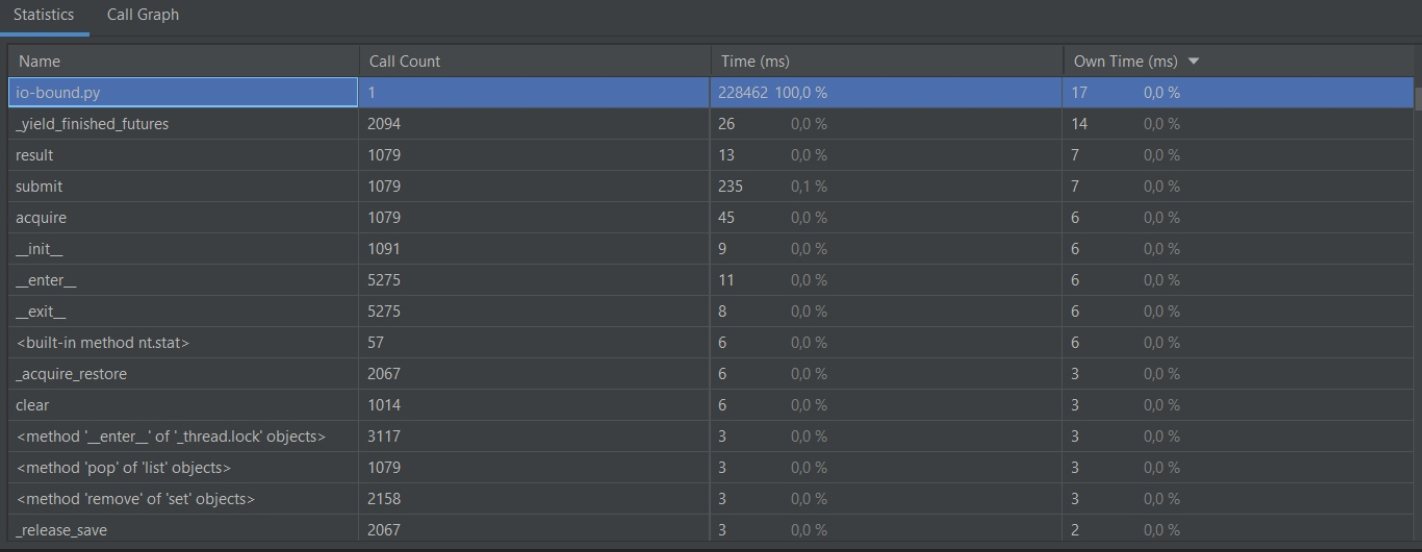 Statistics Call Graph
Name Call Count Time (ms) Own Time (ms)
io-bound.py 1 228462 100,0 % 17 0,0 %
_yield_finished_futures 2094 26 0,0 % 14 0,0 %
result 1079 13 0,0 % 7 0,0 %
submit 1079 235 0,1 % 7 0,0 %
acquire 1079 45 0,0 % 6 0,0 %
__init__ 1091 9 0,0 % 6 0,0 %
__enter__ 5275 11 0,0 % 6 0,0 %
__exit__ 5275 8 0,0 % 6 0,0 %
<built-in method nt.stat> 57 6 0,0 % 6 0,0 %
_acquire_restore 2067 6 0,0 % 3 0,0 %
clear 1014 6 0,0 % 3 0,0 %
<method '__enter__' of '_thread.lock' objects> 3117 3 0,0 % 3 0,0 %
<method 'pop' of 'list' objects> 1079 3 0,0 % 3 0,0 %
<method 'remove' of 'set' objects> 2158 3 0,0 % 3 0,0 %
_release_save 2067 3 0,0 % 2 0,0 %